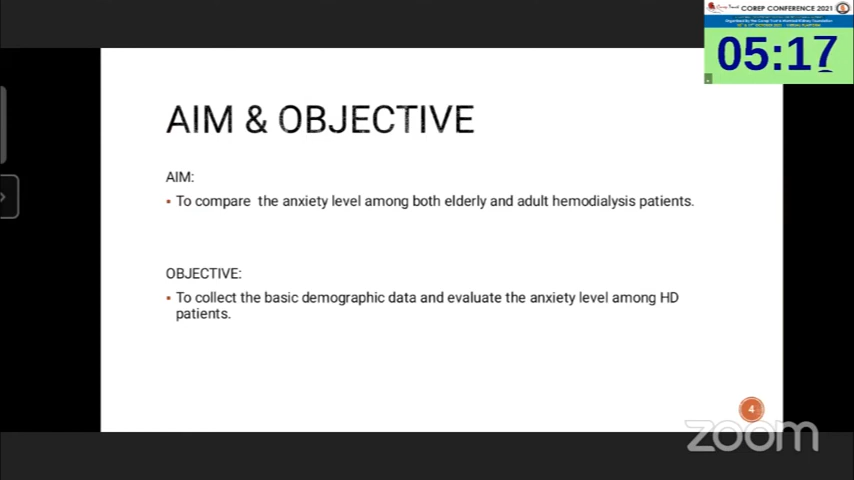 COREP CONFERENCE 2021
05:17
AIM & OBJECTIVE
AIM:
• To compare the anxiety level among both elderly and adult hemodialysis patients.
OBJECTIVE:
• To collect the basic demographic data and evaluate the anxiety level among HD
patients.
4
zoom